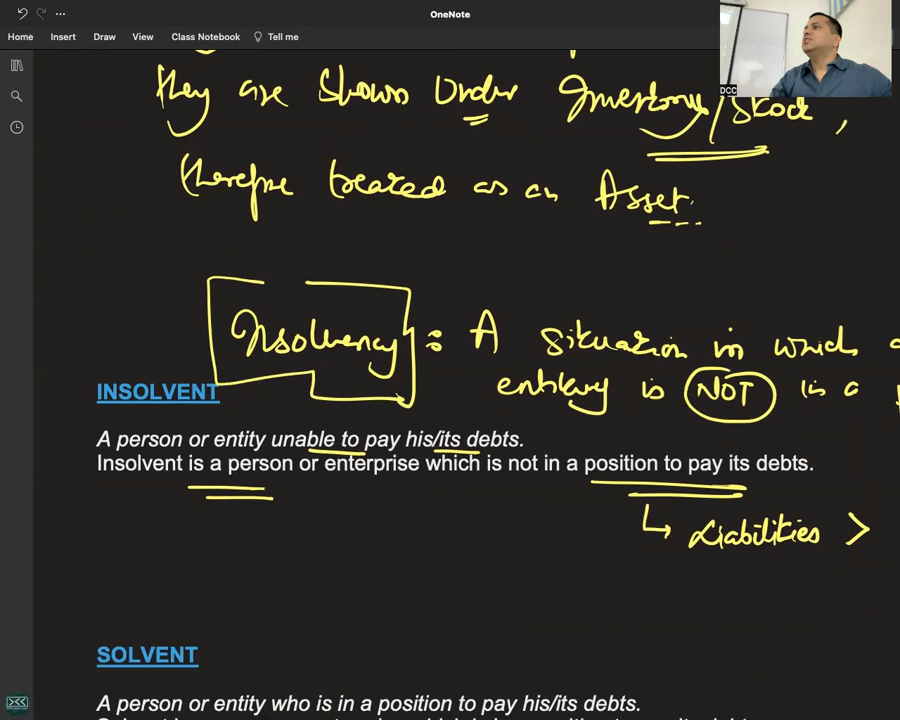 OneNote
Home Insert Draw View Class Notebook Tell me
DCC
they are shown under Inventory/Stock,
therefore treated as an Asset.
Insolvency : A situation in which
entity is NOT in a
INSOLVENT
A person or entity unable to pay his/its debts.
Insolvent is a person or enterprise which is not in a position to pay its debts.
↳ Liabilities >
SOLVENT
A person or entity who is in a position to pay his/its debts.